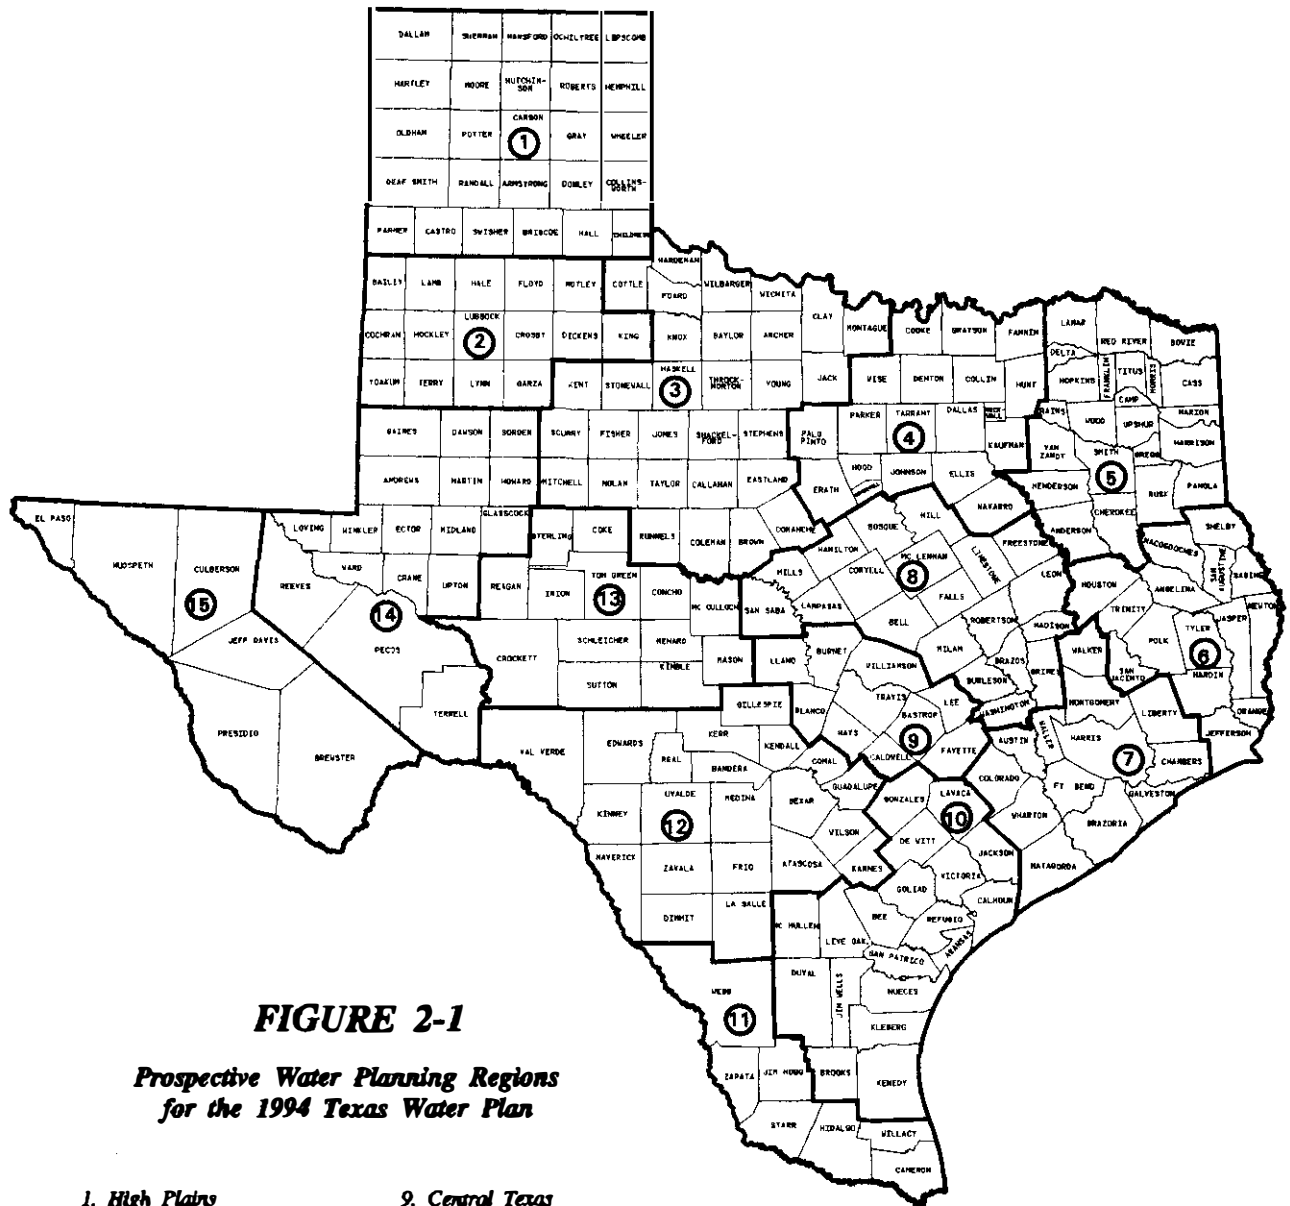 DALLAM SHERMAN HANSFORD OCHILTREE LIPSCOMB
HARTLEY MOORE HUTCHIN-
SON ROBERTS HEMPHILL
OLDHAM POTTER CARSON GRAY WHEELER
1
DEAF SMITH RANDALL ARMSTRONG DONLEY COLLINS-
WORTH
PARMER CASTRO SWISHER BRISCOE HALL CHILDRESS
HARDEMAN
BAILEY LAMB HALE FLOYD MOTLEY COTTLE
FOARD WILBARGER WICHITA
CLAY MONTAGUE COOKE GRAYSON FANNIN LAMAR RED RIVER BOWIE
COCHRAN HOCKLEY LUBBOCK CROSBY DICKENS KING KNOX BAYLOR ARCHER
2
DELTA HOPKINS FRANKLIN TITUS MORRIS CASS
YOAKUM TERRY LYNN GARZA KENT STONEWALL HASKELL THROCK-
MORTON YOUNG JACK WISE DENTON COLLIN HUNT
3
ROCK-
WALL RAINS WOOD CAMP UPSHUR MARION
GAINES DAWSON BORDEN SCURRY FISHER JONES SHACKEL-
FORD STEPHENS PALO
PINTO PARKER TARRANT DALLAS KAUFMAN
4
VAN
ZANDT SMITH GREGG HARRISON
5
ANDREWS MARTIN HOWARD MITCHELL NOLAN TAYLOR CALLAHAN EASTLAND ERATH HOOD JOHNSON ELLIS
HENDERSON RUSK PANOLA
NAVARRO CHEROKEE
EL PASO HUDSPETH CULBERSON
15
LOVING WINKLER ECTOR MIDLAND GLASSCOCK STERLING COKE RUNNELS COLEMAN BROWN COMANCHE
BOSQUE HILL FREESTONE ANDERSON SHELBY
HAMILTON MC LENNAN LIMESTONE NACOGDOCHES SAN
AUGUSTINE SABINE
8
REEVES WARD CRANE UPTON REAGAN IRION TOM GREEN CONCHO
14
13
MC CULLOCH SAN SABA MILLS LAMPASAS CORYELL FALLS LEON HOUSTON ANGELINA NEWTON
BELL ROBERTSON MADISON TRINITY TYLER JASPER
6
JEFF DAVIS PECOS CROCKETT SCHLEICHER MENARD
SUTTON KIMBLE MASON LLANO BURNET WILLIAMSON MILAM BRAZOS GRIMES WALKER SAN
JACINTO POLK HARDIN
BURLESON
PRESIDIO BREWSTER TERRELL
VAL VERDE EDWARDS KERR GILLESPIE BLANCO TRAVIS BASTROP LEE WASHINGTON MONTGOMERY LIBERTY ORANGE
9
REAL BANDERA KENDALL HAYS CALDWELL FAYETTE AUSTIN WALLER HARRIS JEFFERSON
7
COMAL CHAMBERS
KINNEY UVALDE MEDINA BEXAR GUADALUPE GONZALES LAVACA COLORADO FT BEND GALVESTON
12
10
WILSON DE WITT WHARTON BRAZORIA
MAVERICK ZAVALA FRIO ATASCOSA KARNES JACKSON MATAGORDA
GOLIAD VICTORIA
DIMMIT LA SALLE MC MULLEN LIVE OAK BEE REFUGIO CALHOUN
SAN PATRICO ARANSAS
WEBB DUVAL JIM WELLS NUECES
11
KLEBERG
ZAPATA JIM HOGG BROOKS KENEDY
STARR HIDALGO WILLACY
CAMERON
FIGURE 2-1
Prospective Water Planning Regions
for the 1994 Texas Water Plan
1. High Plains 9. Central Texas